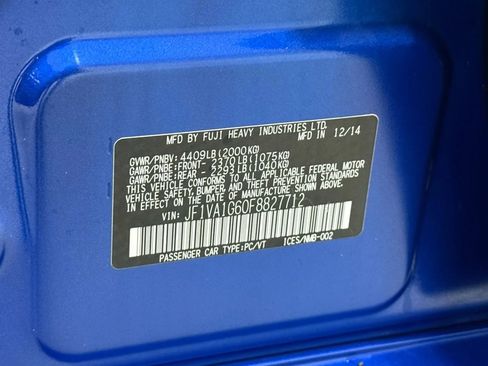 MFD BY FUJI HEAVY INDUSTRIES LTD. 12/14
GVWR/PNBV: 4409LB(2000KG)
GAWR/PNBE:FRONT- 2370LB(1075KG)
GAWR/PNBE:REAR - 2293LB(1040KG)
THIS VEHICLE CONFORMS TO ALL APPLICABLE FEDERAL MOTOR
VEHICLE SAFETY, BUMPER, AND THEFT PREVENTION STANDARDS
IN EFFECT ON THE DATE OF MANUFACTURE SHOWN ABOVE.
VIN: JF1VA1G60F8827712
PASSENGER CAR TYPE:PC/VT ICES/NMB-002